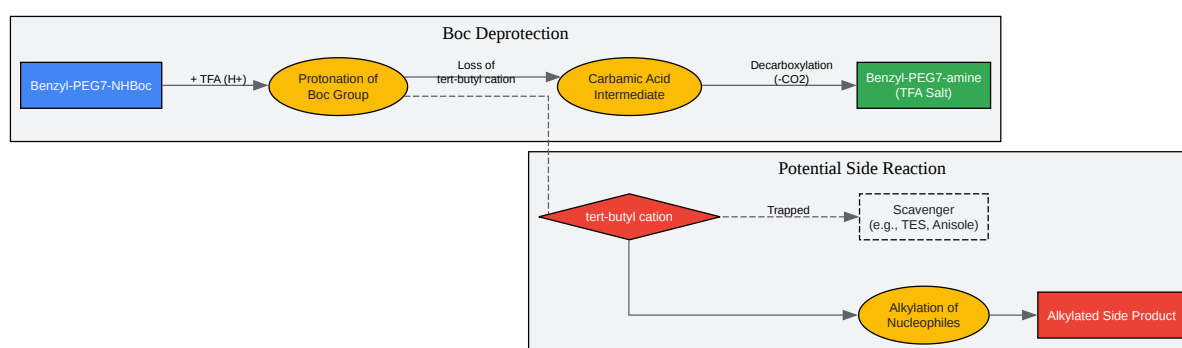 Boc Deprotection
Benzyl-PEG7-NHBoc
+ TFA (H+)
Protonation of
Boc Group
Loss of
tert-butyl cation
Carbamic Acid
Intermediate
Decarboxylation
(-CO2)
Benzyl-PEG7-amine
(TFA Salt)
Potential Side Reaction
tert-butyl cation
Trapped
Scavenger
(e.g., TES, Anisole)
Alkylation of
Nucleophiles
Alkylated Side Product